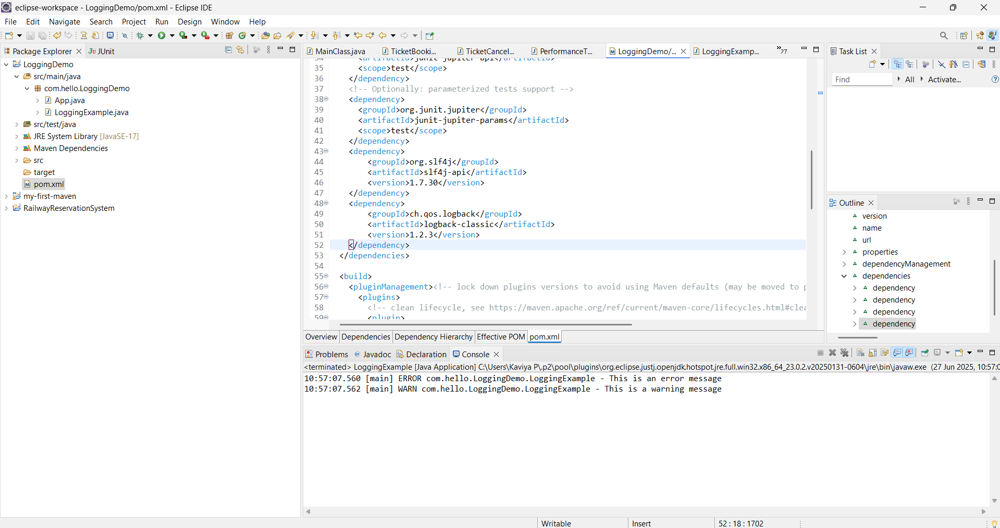 eclipse-workspace - LoggingDemo/pom.xml - Eclipse IDE
File Edit Navigate Search Project Run Design Window Help
Package Explorer
JUnit
LoggingDemo
src/main/java
com.hello.LoggingDemo
App.java
LoggingExample.java
src/test/java
JRE System Library [JavaSE-17]
Maven Dependencies
src
target
pom.xml
my-first-maven
RailwayReservationSystem
MainClass.java TicketBooki... TicketCancel... PerformanceT... LoggingDemo/... LoggingExamp... »27
34 <artifactId>junit-jupiter-api</artifactId>
35 <scope>test</scope>
36 </dependency>
37 <!-- Optionally: parameterized tests support -->
38 <dependency>
39 <groupId>org.junit.jupiter</groupId>
40 <artifactId>junit-jupiter-params</artifactId>
41 <scope>test</scope>
42 </dependency>
43 <dependency>
44 <groupId>org.slf4j</groupId>
45 <artifactId>slf4j-api</artifactId>
46 <version>1.7.30</version>
47 </dependency>
48 <dependency>
49 <groupId>ch.qos.logback</groupId>
50 <artifactId>logback-classic</artifactId>
51 <version>1.2.3</version>
52 </dependency>
53 </dependencies>
54
55 <build>
56 <pluginManagement><!-- lock down plugins versions to avoid using Maven defaults (may be moved to p
57 <plugins>
58 <!-- clean lifecycle, see https://maven.apache.org/ref/current/maven-core/lifecycles.html#clea
59 <plugin>
Overview Dependencies Dependency Hierarchy Effective POM pom.xml
Task List
Find All Activate...
Outline
version
name
url
properties
dependencyManagement
dependencies
dependency
dependency
dependency
dependency
Problems Javadoc Declaration Console
<terminated> LoggingExample [Java Application] C:\Users\Kaviya P\.p2\pool\plugins\org.eclipse.justj.openjdk.hotspot.jre.full.win32.x86_64_23.0.2.v20250131-0604\jre\bin\javaw.exe (27 Jun 2025, 10:57:0
10:57:07.560 [main] ERROR com.hello.LoggingDemo.LoggingExample - This is an error message
10:57:07.562 [main] WARN com.hello.LoggingDemo.LoggingExample - This is a warning message
Writable Insert 52 : 18 : 1702